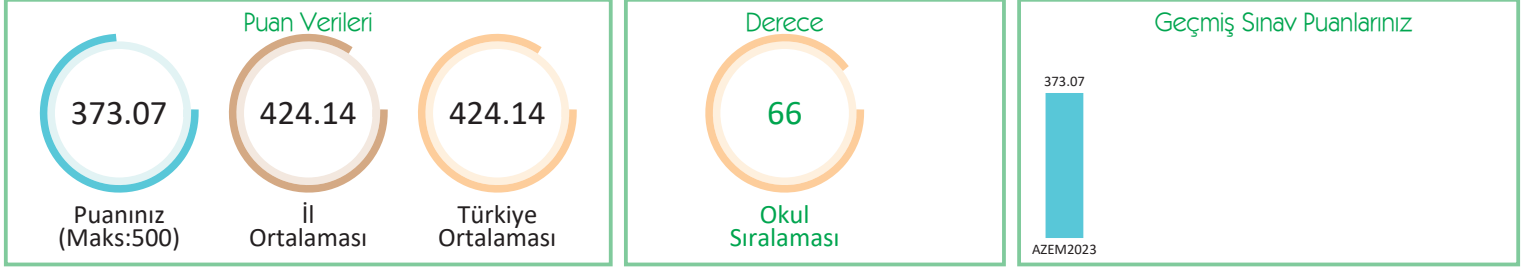 Puan Verileri
373.07
424.14
424.14
Puanınız
(Maks:500)
İl
Ortalaması
Türkiye
Ortalaması
Derece
66
Okul
Sıralaması
Geçmiş Sınav Puanlarınız
373.07
AZEM2023